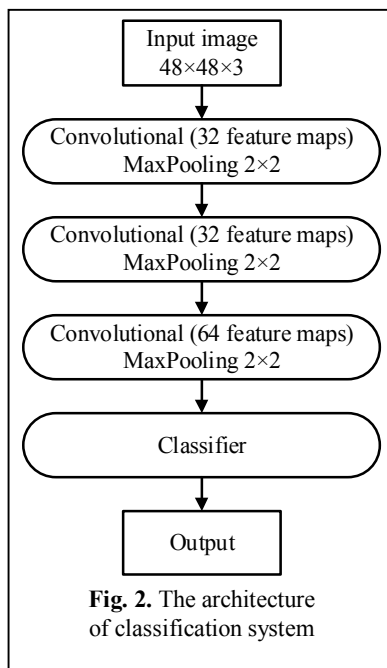 Input image
48×48×3
Convolutional (32 feature maps)
MaxPooling 2×2
Convolutional (32 feature maps)
MaxPooling 2×2
Convolutional (64 feature maps)
MaxPooling 2×2
Classifier
Output
Fig. 2. The architecture
of classification system